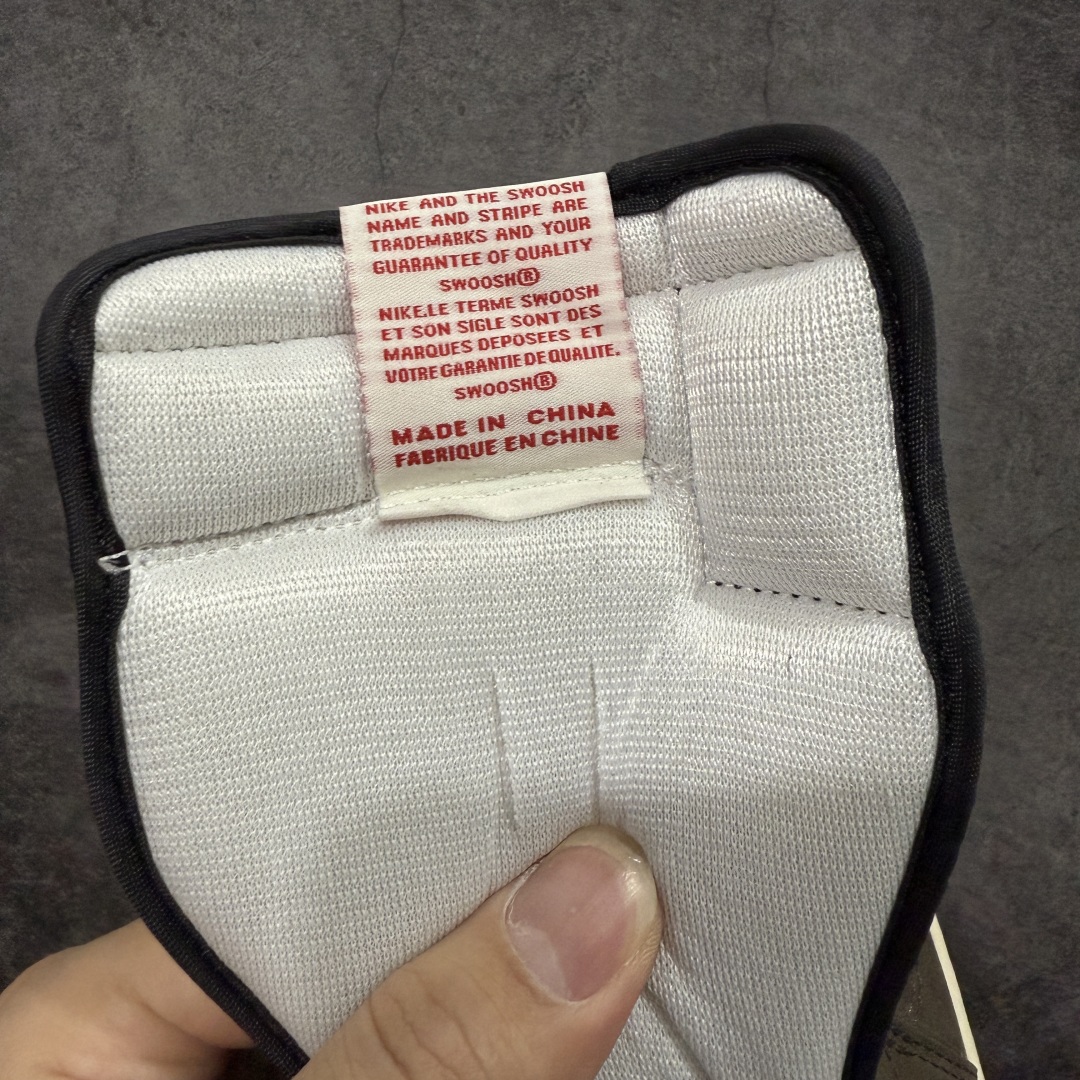 NIKE AND THE SWOOSH
NAME AND STRIPE ARE
TRADEMARKS AND YOUR
GUARANTEE OF QUALITY
SWOOSH®
NIKE.LE TERME SWOOSH
ET SON SIGLE SONT DES
MARQUES DEPOSEES ET
VOTRE GARANTIE DE QUALITE.
SWOOSH®
MADE IN CHINA
FABRIQUE EN CHINE